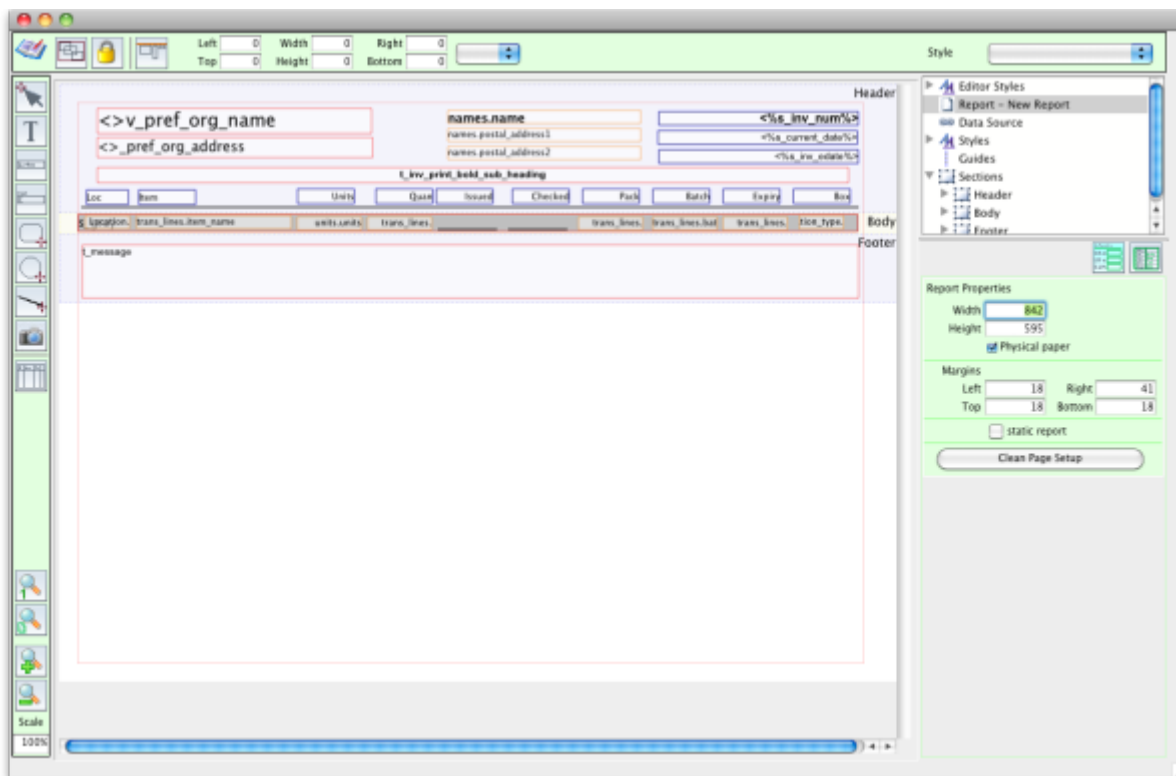 Left 0 Width 0 Right 0
Top 0 Height 0 Bottom 0
Style
Header
<>v_pref_org_name
<>_pref_org_address
names.name
names.postal_address1
names.postal_address2
<%s_inv_num%>
<%s_current_date%>
t_inv_print_bold_sub_heading
Loc Item Units Quan Issued Checked Pack Batch Expiry Box
S Location. trans_lines.item_name units.units trans_lines. trans_lines. trans_lines.bat trans_lines. tion_type. Body
Footer
t_message
Scale
100%
Editor Styles
Report - New Report
Data Source
Styles
Guides
Sections
Header
Body
Footer
Report Properties
Width 842
Height 595
Physical paper
Margins
Left 18 Right 41
Top 18 Bottom 18
static report
Clean Page Setup